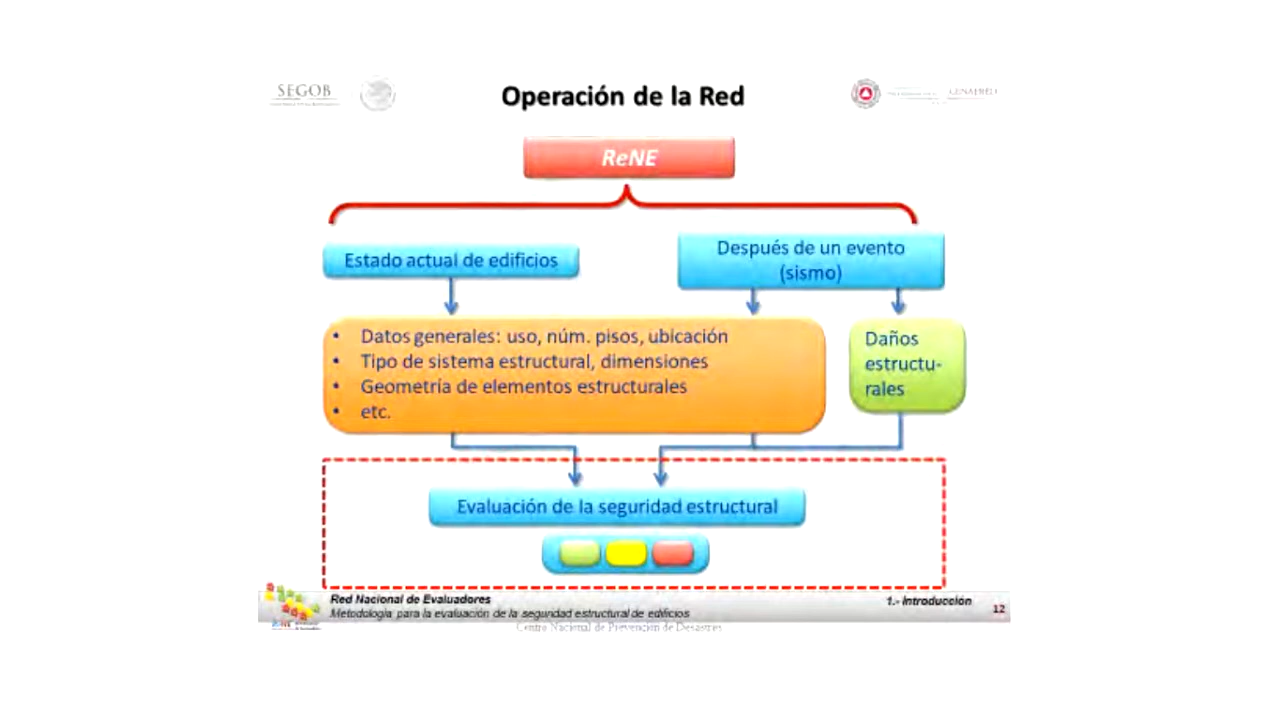 SEGOB
Operación de la Red
CENAPRED
ReNE
Estado actual de edificios
Después de un evento
(sismo)
• Datos generales: uso, núm. pisos, ubicación
• Tipo de sistema estructural, dimensiones
• Geometría de elementos estructurales
• etc.
Daños
estructu-
rales
Evaluación de la seguridad estructural
Red Nacional de Evaluadores
Metodología para la evaluación de la seguridad estructural de edificios
1.- Introducción
12
Centro Nacional de Prevención de Desastres